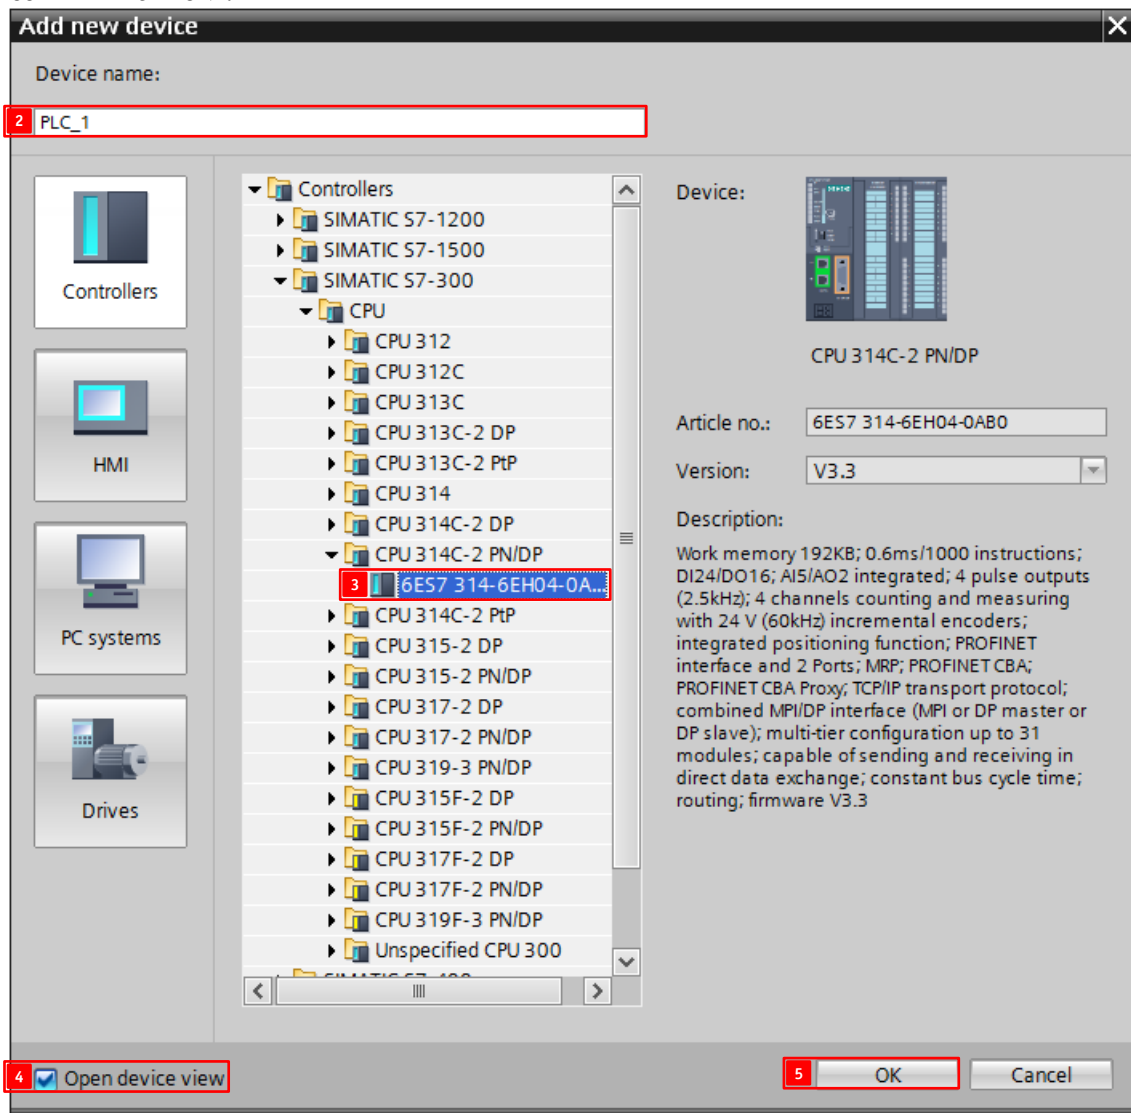 Add new device
Device name:
2 PLC_1
Controllers
HMI
PC systems
Drives
Controllers
SIMATIC S7-1200
SIMATIC S7-1500
SIMATIC S7-300
CPU
CPU 312
CPU 312C
CPU 313C
CPU 313C-2 DP
CPU 313C-2 PtP
CPU 314
CPU 314C-2 DP
CPU 314C-2 PN/DP
3 6ES7 314-6EH04-0A...
CPU 314C-2 PtP
CPU 315-2 DP
CPU 315-2 PN/DP
CPU 317-2 DP
CPU 317-2 PN/DP
CPU 319-3 PN/DP
CPU 315F-2 DP
CPU 315F-2 PN/DP
CPU 317F-2 DP
CPU 317F-2 PN/DP
CPU 319F-3 PN/DP
Unspecified CPU 300
Device:
CPU 314C-2 PN/DP
Article no.: 6ES7 314-6EH04-0AB0
Version: V3.3
Description:
Work memory 192KB; 0.6ms/1000 instructions;
DI24/DO16; AI5/AO2 integrated; 4 pulse outputs
(2.5kHz); 4 channels counting and measuring
with 24 V (60kHz) incremental encoders;
integrated positioning function; PROFINET
interface and 2 Ports; MRP; PROFINET CBA;
PROFINET CBA Proxy; TCP/IP transport protocol;
combined MPI/DP interface (MPI or DP master or
DP slave); multi-tier configuration up to 31
modules; capable of sending and receiving in
direct data exchange; constant bus cycle time;
routing; firmware V3.3
4 Open device view
5 OK
Cancel